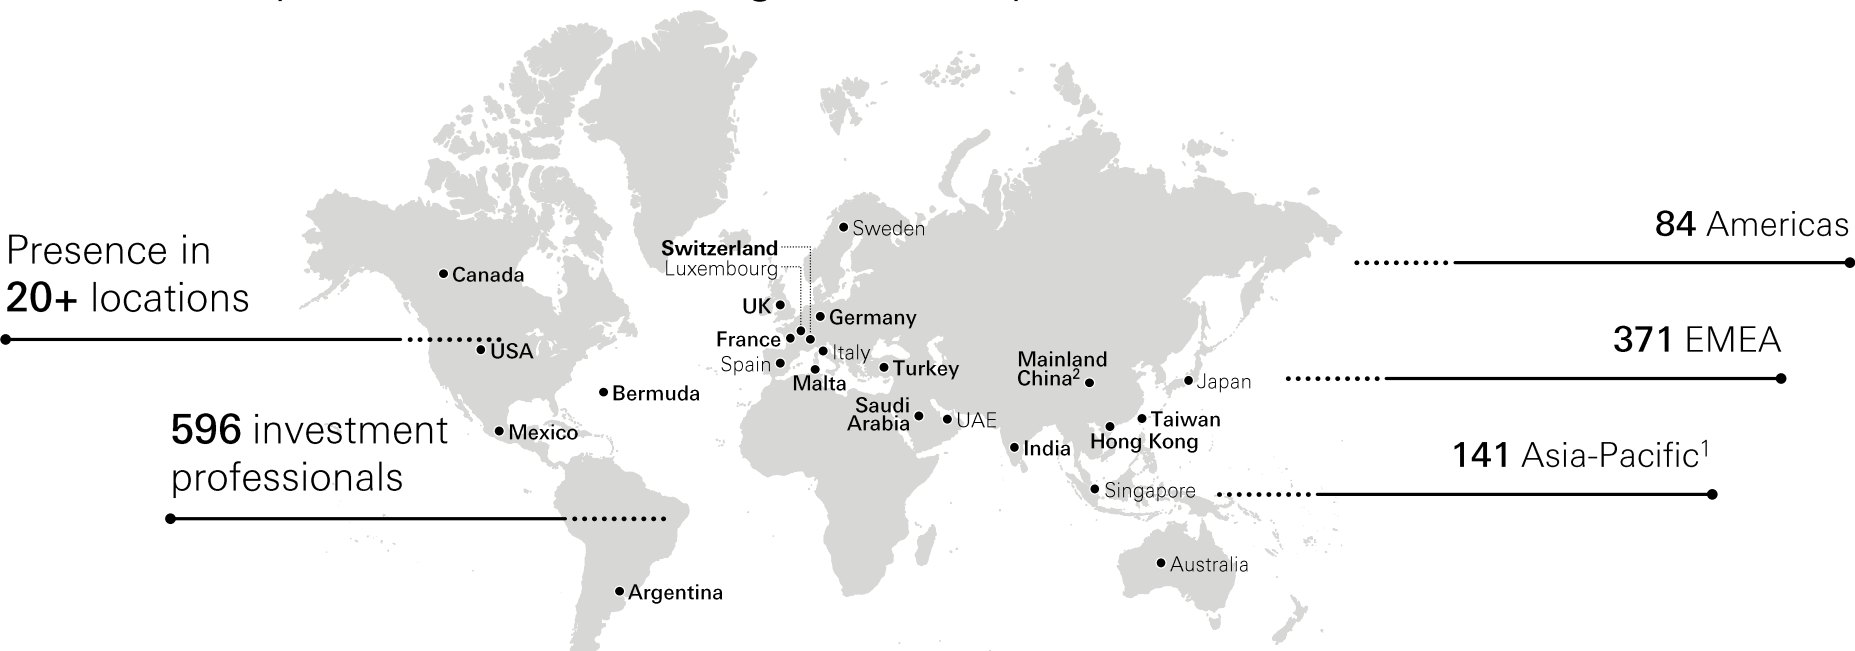 Presence in
20+ locations
596 investment
professionals
84 Americas
371 EMEA
141 Asia-Pacific¹
Canada
USA
Bermuda
Mexico
Argentina
Sweden
Switzerland
Luxembourg
UK
Germany
France
Italy
Spain
Malta
Turkey
Saudi
Arabia
UAE
Mainland
China²
Japan
Taiwan
Hong Kong
India
Singapore
Australia